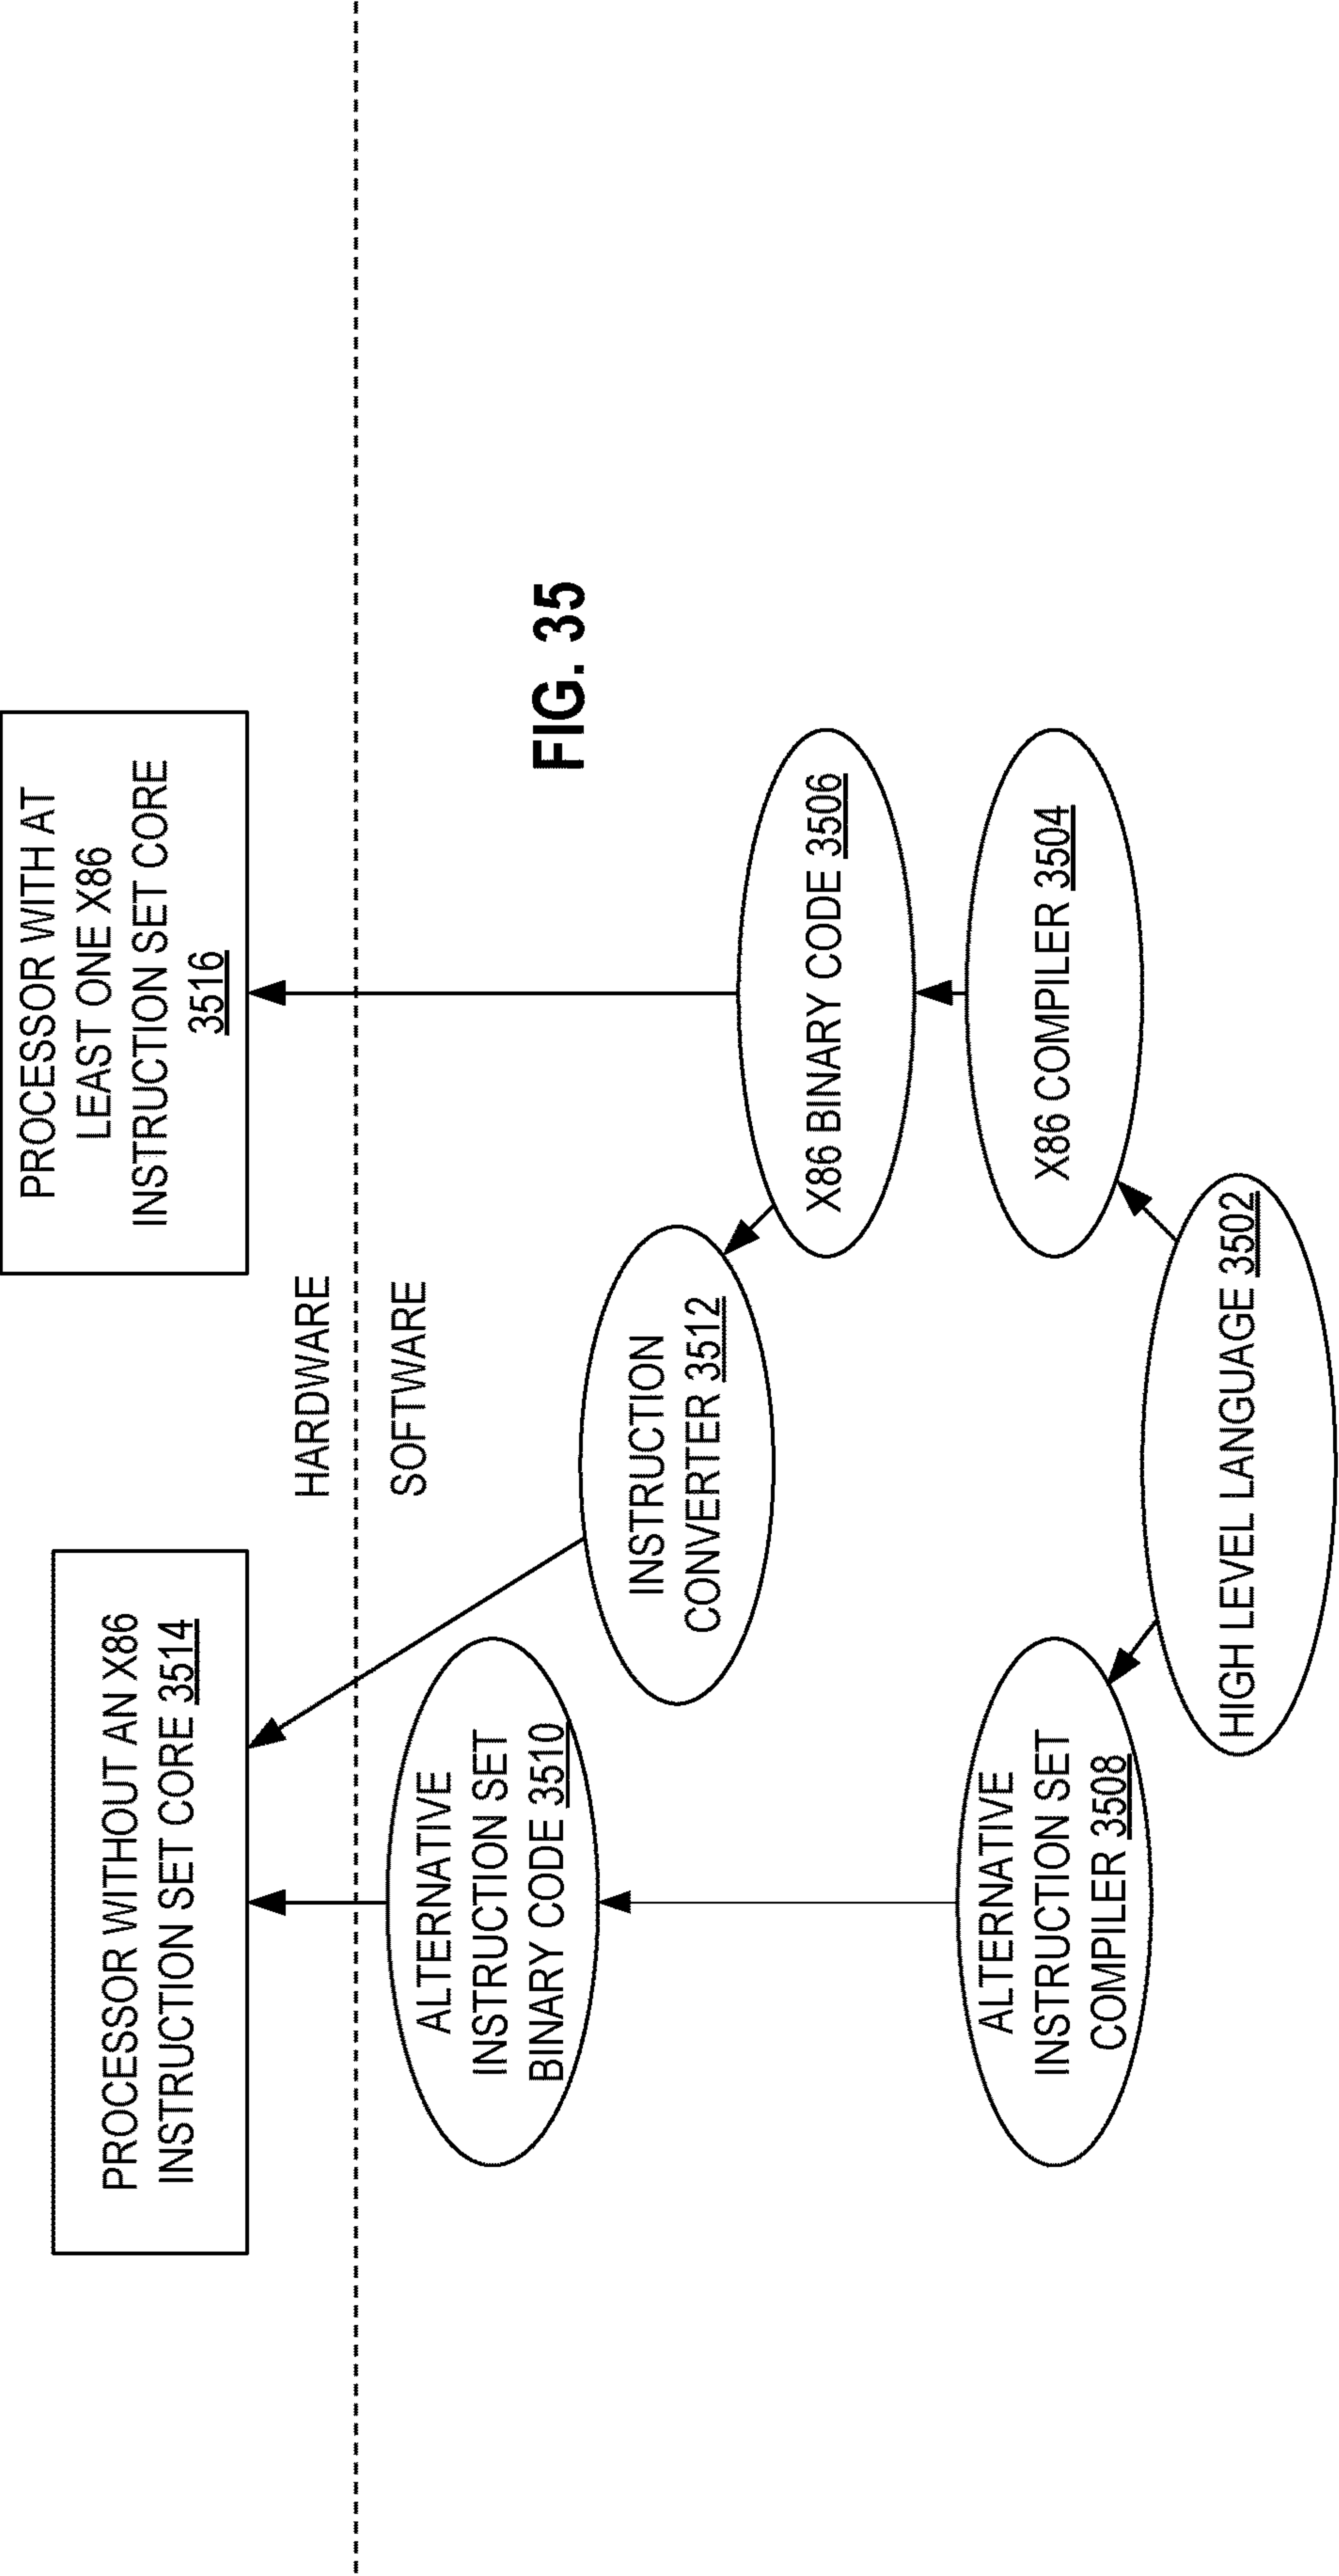 PROCESSOR WITHOUT AN X86
INSTRUCTION SET CORE 3514
PROCESSOR WITH AT
LEAST ONE X86
INSTRUCTION SET CORE
3516
HARDWARE
SOFTWARE
ALTERNATIVE
INSTRUCTION SET
BINARY CODE 3510
INSTRUCTION
CONVERTER 3512
FIG. 35
X86 BINARY CODE 3506
ALTERNATIVE
INSTRUCTION SET
COMPILER 3508
X86 COMPILER 3504
HIGH LEVEL LANGUAGE 3502